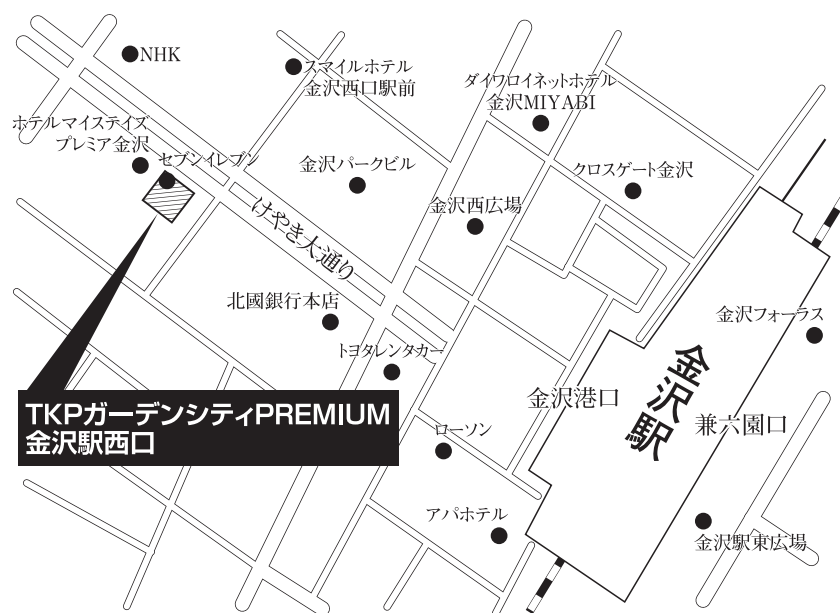 NHK
スマイルホテル
金沢西口駅前
ダイワロイネットホテル
金沢MIYABI
ホテルマイステイズ
プレミア金沢
セブンイレブン
金沢パークビル
クロスゲート金沢
金沢西広場
けやき大通り
北國銀行本店
金沢フォーラス
トヨタレンタカー
金沢駅
金沢港口
兼六園口
TKPガーデンシティPREMIUM
金沢駅西口
ローソン
アパホテル
金沢駅東広場